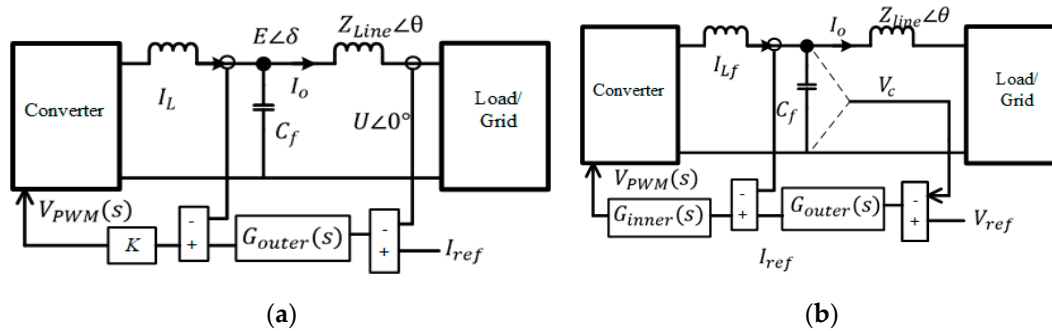 E∠δ
Z_Line∠θ
I_L
I_o
Converter
C_f
U∠0°
Load/
Grid
V_PWM(s)
K
-
+
G_outer(s)
-
+
I_ref
(a)
I_o
Z_line∠θ
I_Lf
Converter
C_f
V_c
Load/
Grid
V_PWM(s)
G_inner(s)
-
+
G_outer(s)
-
+
V_ref
I_ref
(b)